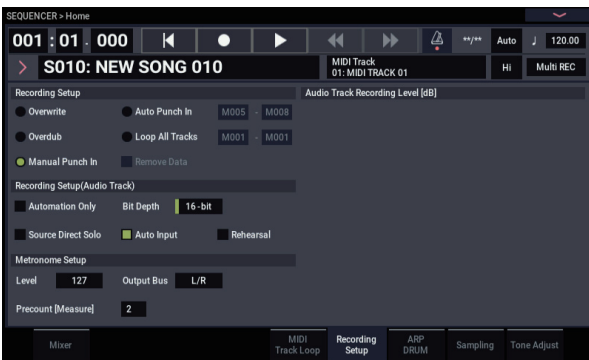 SEQUENCER > Home
001 : 01 . 000
**/** Auto ♩ 120.00
S010: NEW SONG 010
MIDI Track
01: MIDI TRACK 01
Hi Multi REC
Recording Setup
Audio Track Recording Level [dB]
Overwrite Auto Punch In M005 - M008
Overdub Loop All Tracks M001 - M001
Manual Punch In Remove Data
Recording Setup(Audio Track)
Automation Only Bit Depth 16-bit
Source Direct Solo Auto Input Rehearsal
Metronome Setup
Level 127 Output Bus L/R
Precount [Measure] 2
Mixer
MIDI
Track Loop
Recording
Setup
ARP
DRUM
Sampling
Tone Adjust